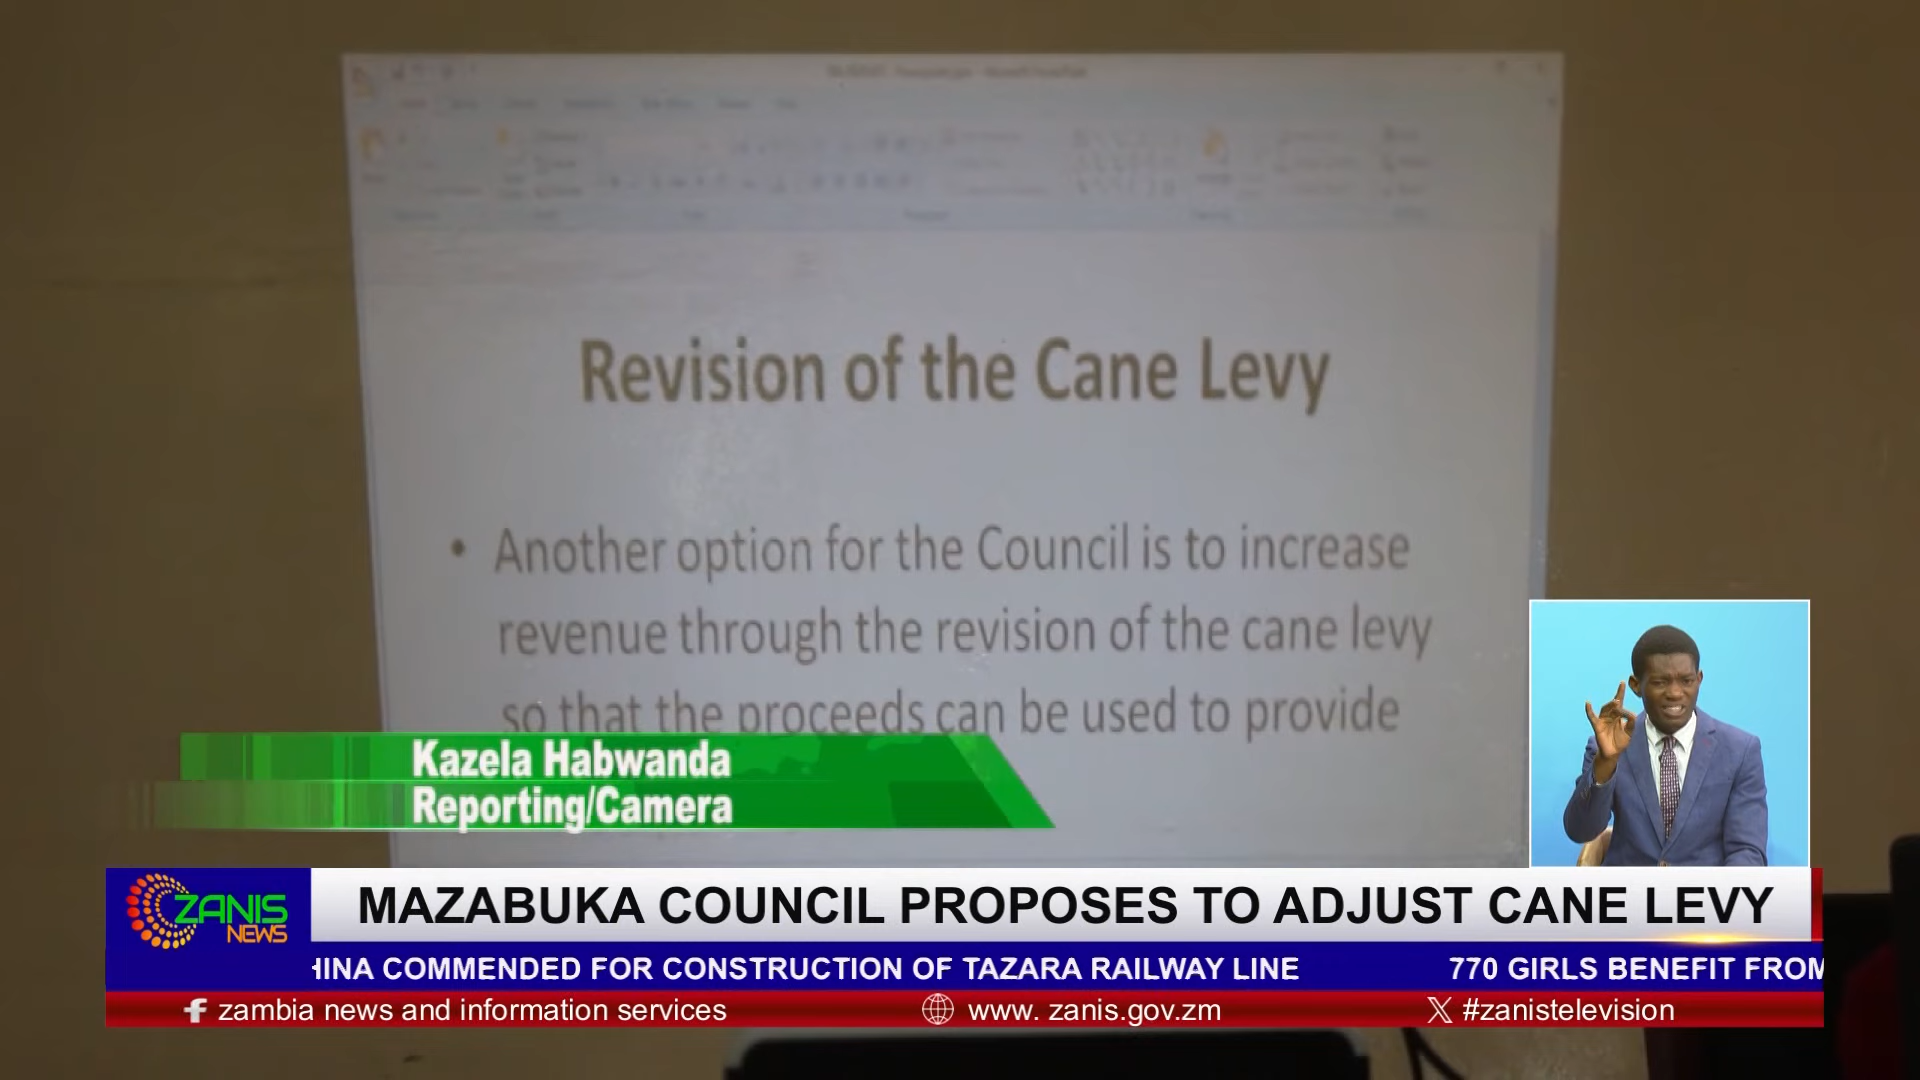 Revision of the Cane Levy
• Another option for the Council is to increase
revenue through the revision of the cane levy
so that the proceeds can be used to provide
Kazela Habwanda
Reporting/Camera
ZANIS
NEWS
MAZABUKA COUNCIL PROPOSES TO ADJUST CANE LEVY
HINA COMMENDED FOR CONSTRUCTION OF TAZARA RAILWAY LINE 770 GIRLS BENEFIT FROM
zambia news and information services www. zanis.gov.zm #zanistelevision